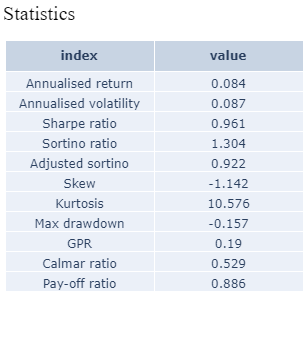 Statistics
index value
Annualised return 0.084
Annualised volatility 0.087
Sharpe ratio 0.961
Sortino ratio 1.304
Adjusted sortino 0.922
Skew -1.142
Kurtosis 10.576
Max drawdown -0.157
GPR 0.19
Calmar ratio 0.529
Pay-off ratio 0.886